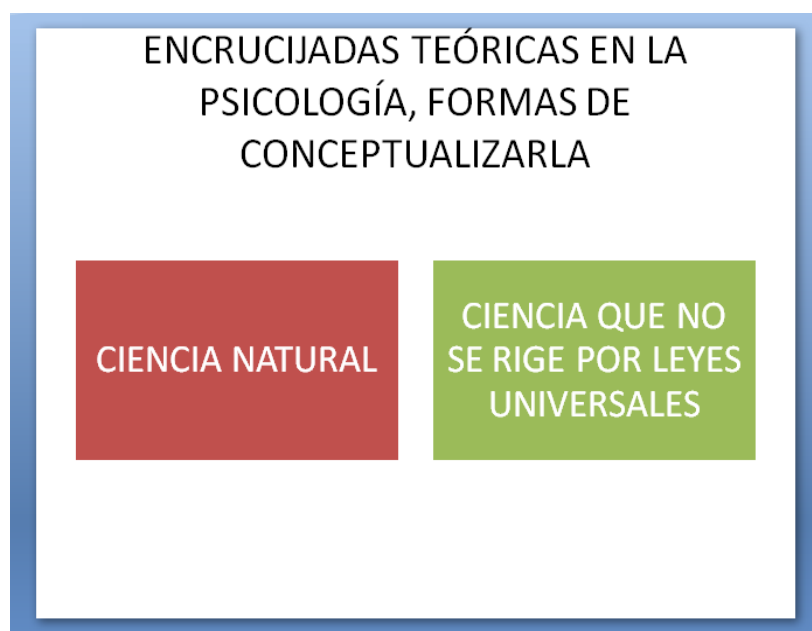 ENCRUCIJADAS TEÓRICAS EN LA
PSICOLOGÍA, FORMAS DE
CONCEPTUALIZARLA
CIENCIA NATURAL
CIENCIA QUE NO
SE RIGE POR LEYES
UNIVERSALES